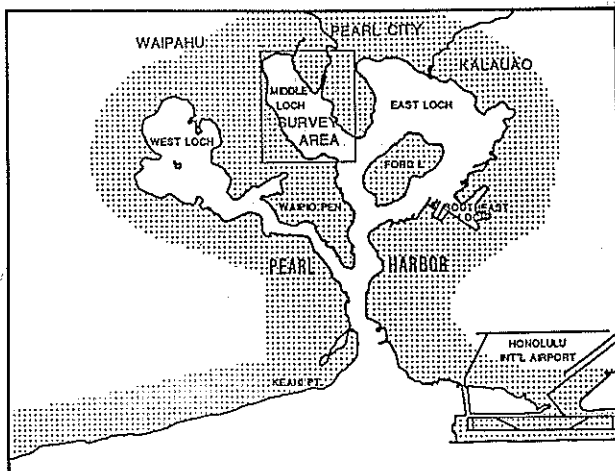 PEARL CITY
WAIPAHU
KALAUAO
MIDDLE
LOCH
EAST LOCH
SURVEY
AREA
WEST LOCH
FORD I.
WAIPIO PEN
SOUTHEAST
LOCH
PEARL HARBOR
HONOLULU
INT'L AIRPORT
PT.